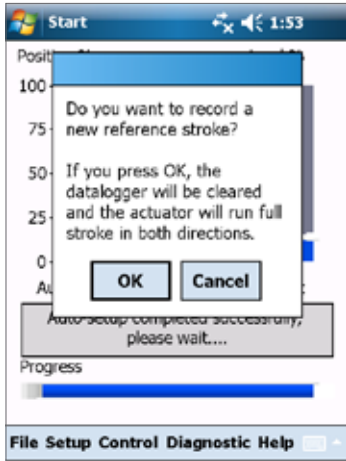 Start 1:53
Posit
100
Do you want to record a
75
new reference stroke?
50
If you press OK, the
datalogger will be cleared
25
and the actuator will run full
stroke in both directions.
0
OK Cancel
Auto-setup completed successfully,
please wait....
Progress
File Setup Control Diagnostic Help